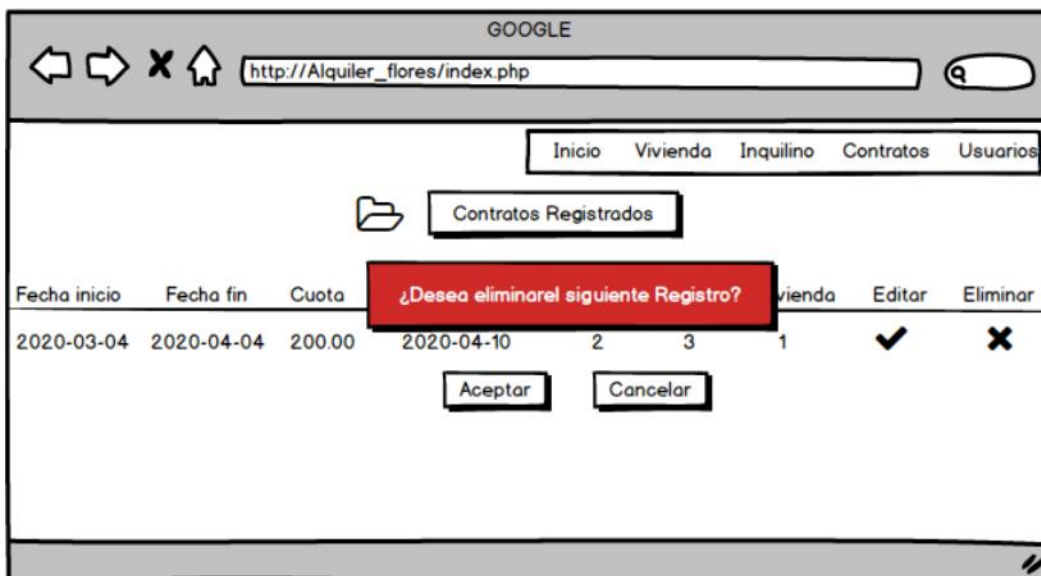 GOOGLE
http://Alquiler_flores/index.php
Inicio Vivienda Inquilino Contratos Usuarios
Contratos Registrados
¿Desea eliminarel siguiente Registro?
Fecha inicio Fecha fin Cuota vienda Editar Eliminar
2020-03-04 2020-04-04 200.00 2020-04-10 2 3 1
Aceptar Cancelar